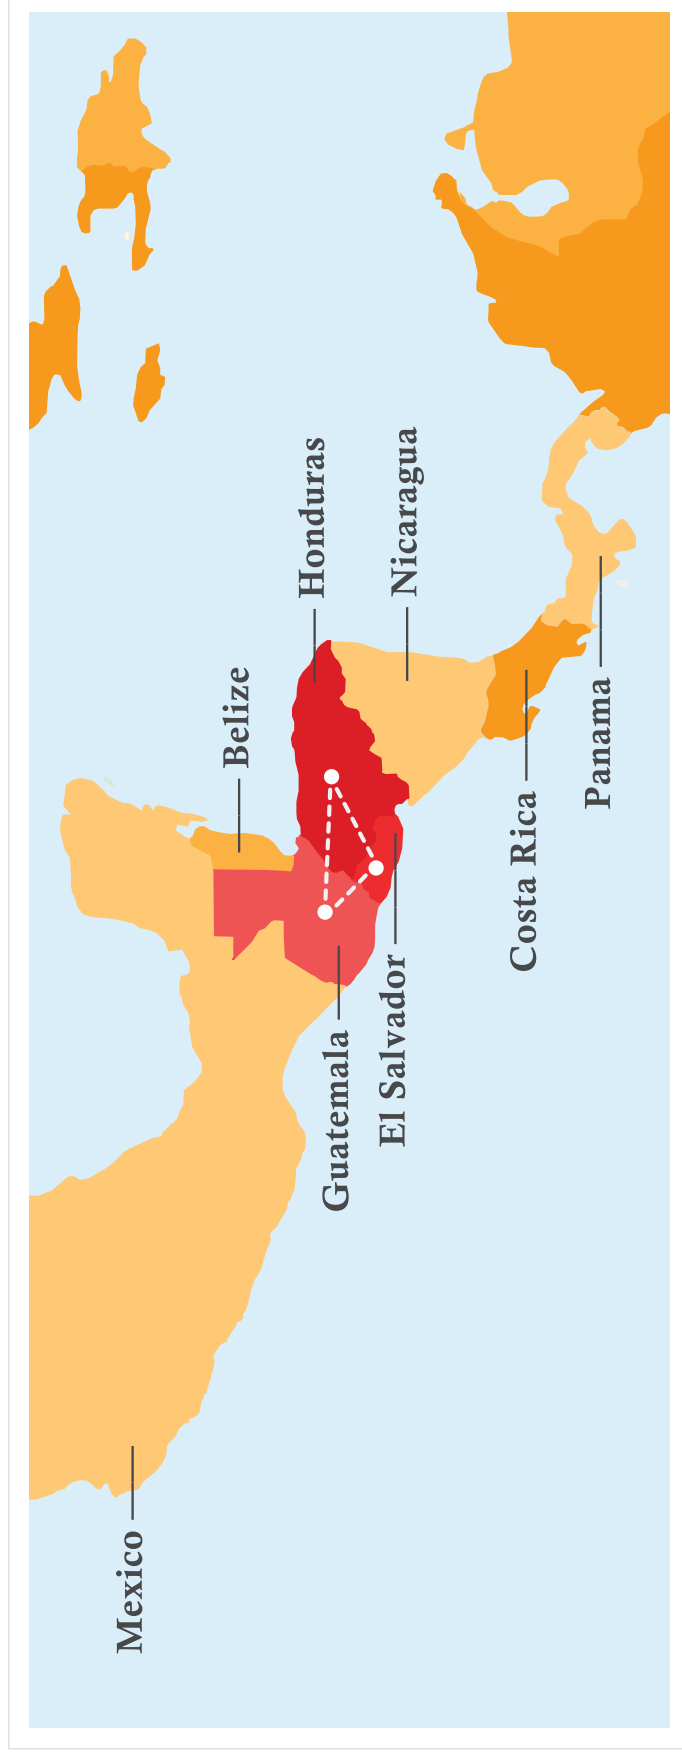 Mexico
Belize
Guatemala
El Salvador
Honduras
Nicaragua
Costa Rica
Panama